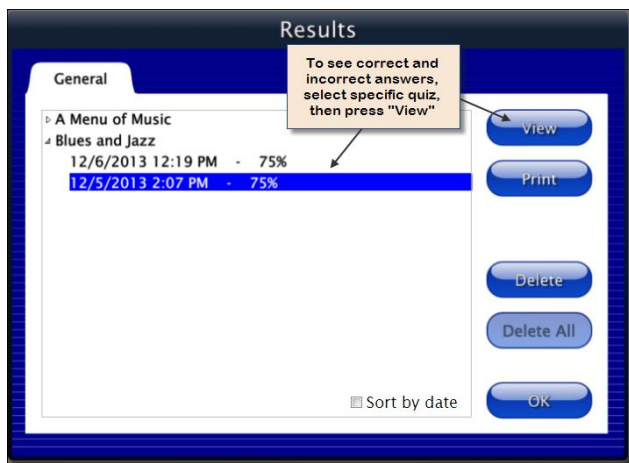 Results
To see correct and
incorrect answers,
select specific quiz,
then press "View"
General
A Menu of Music
Blues and Jazz
12/6/2013 12:19 PM - 75%
12/5/2013 2:07 PM - 75%
Sort by date
View
Print
Delete
Delete All
OK